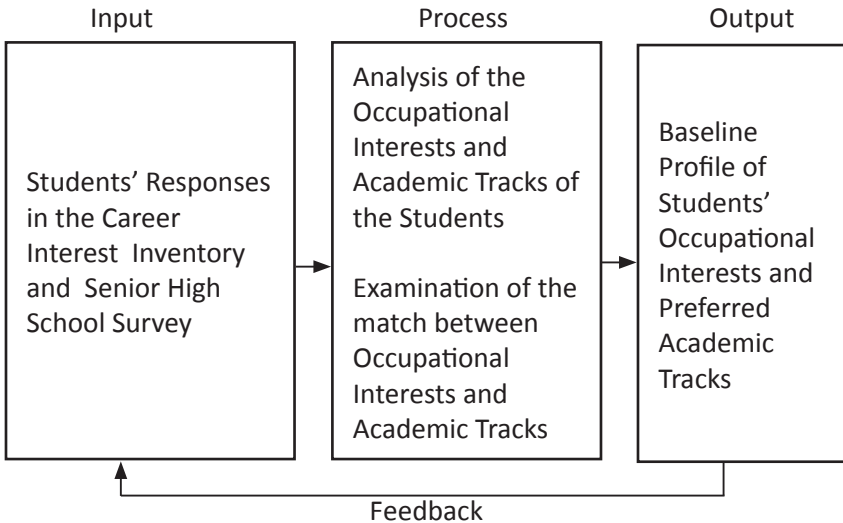 Input
Students’ Responses
in the Career
Interest Inventory
and Senior High
School Survey
Process
Analysis of the
Occupational
Interests and
Academic Tracks of
the Students
Examination of the
match between
Occupational
Interests and
Academic Tracks
Output
Baseline
Profile of
Students’
Occupational
Interests and
Preferred
Academic
Tracks
Feedback